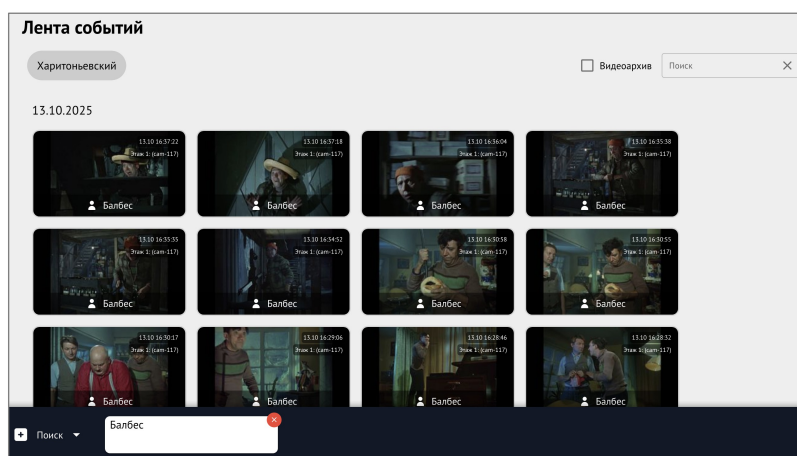 Лента событий
Харитоньевский
Видеоархив
Поиск
13.10.2025
13.10 16:37:22
Этаж 1: (cam-117)
Балбес
13.10 16:37:18
Этаж 1: (cam-117)
Балбес
13.10 16:36:04
Этаж 1: (cam-117)
Балбес
13.10 16:35:38
Этаж 1: (cam-117)
Балбес
13.10 16:35:35
Этаж 1: (cam-117)
Балбес
13.10 16:34:52
Этаж 1: (cam-117)
Балбес
13.10 16:30:58
Этаж 1: (cam-117)
Балбес
13.10 16:30:55
Этаж 1: (cam-117)
Балбес
13.10 16:30:17
Этаж 1: (cam-117)
Балбес
13.10 16:29:06
Этаж 1: (cam-117)
Балбес
13.10 16:28:46
Этаж 1: (cam-117)
Балбес
13.10 16:28:32
Этаж 1: (cam-117)
Балбес
Поиск
Балбес